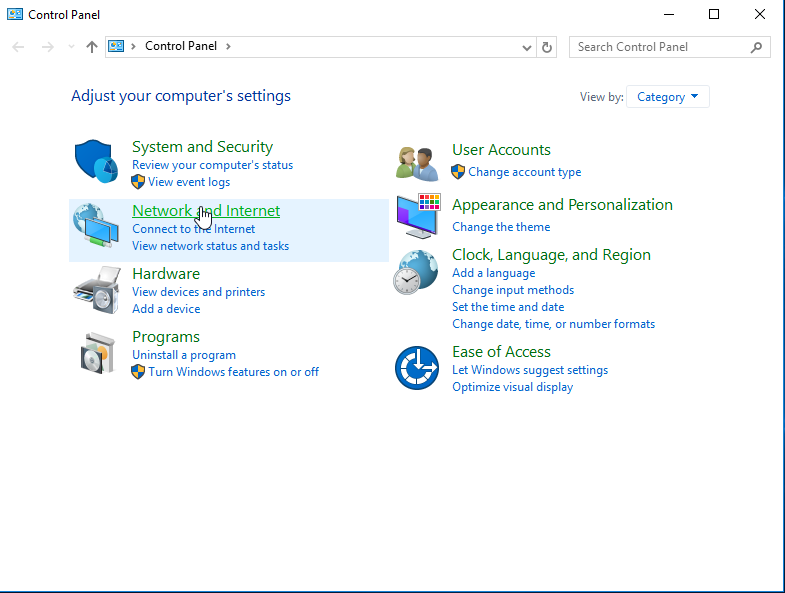 Control Panel
Control Panel
Search Control Panel
Adjust your computer's settings
View by: Category
System and Security
Review your computer's status
View event logs
Network and Internet
Connect to the Internet
View network status and tasks
Hardware
View devices and printers
Add a device
Programs
Uninstall a program
Turn Windows features on or off
User Accounts
Change account type
Appearance and Personalization
Change the theme
Clock, Language, and Region
Add a language
Change input methods
Set the time and date
Change date, time, or number formats
Ease of Access
Let Windows suggest settings
Optimize visual display